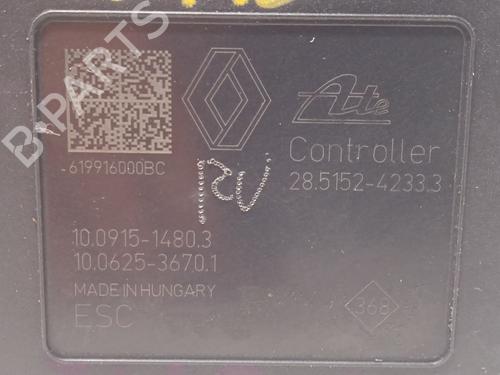 Ate
619916000BC
Controller
28.5152-4233.3
RV
10.0915-1480.3
10.0625-3670.1
MADE IN HUNGARY
ESC
368
B-PARTS